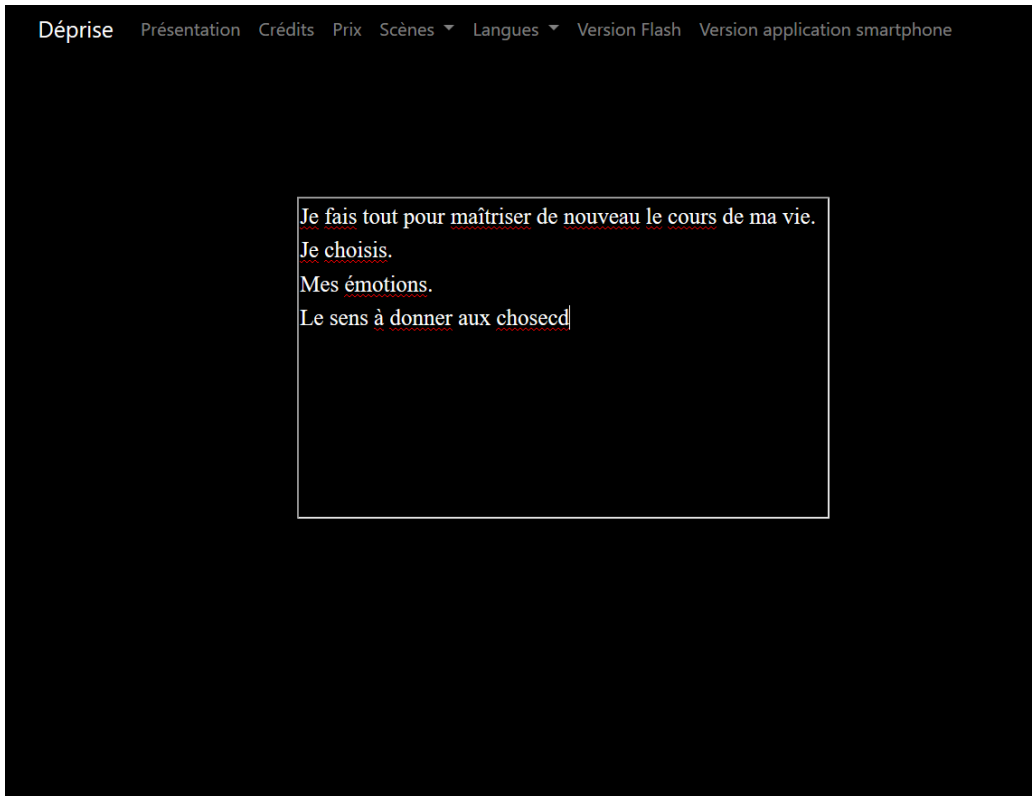 Déprise Présentation Crédits Prix Scènes Langues Version Flash Version application smartphone
Je fais tout pour maîtriser de nouveau le cours de ma vie.
Je choisis.
Mes émotions.
Le sens à donner aux chosecd